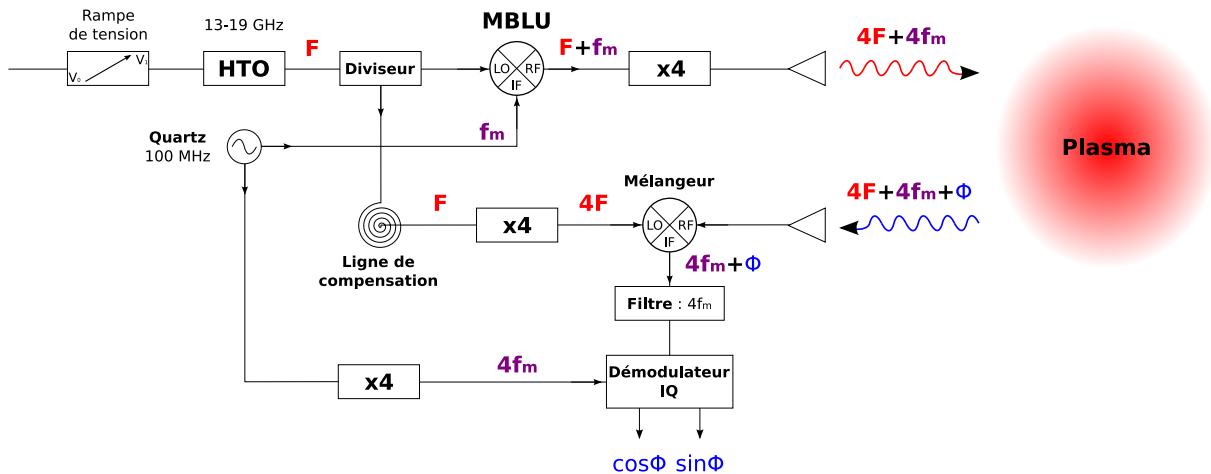 Rampe
de tension
13-19 GHz
MBLU
V₀
V₁
HTO
F
Diviseur
LO
RF
IF
F+fm
x4
4F+4fm
Plasma
Quartz
100 MHz
fm
Ligne de
compensation
F
x4
4F
Mélangeur
LO
RF
IF
4F+4fm+Φ
4fm+Φ
Filtre : 4fm
x4
4fm
Démodulateur
IQ
cosΦ sinΦ